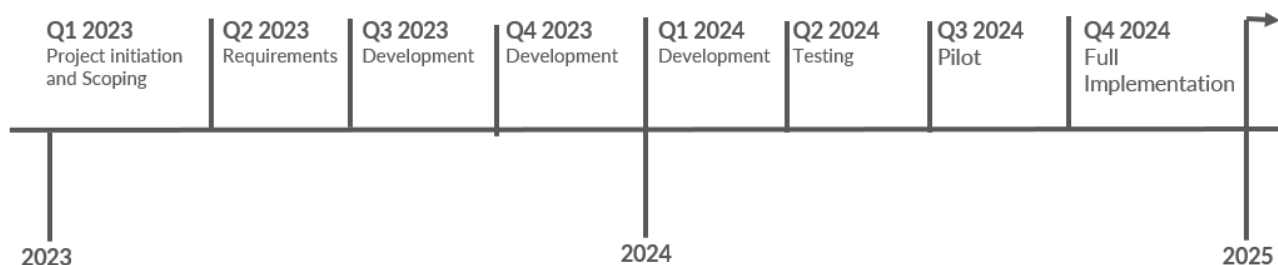 Q1 2023
Project initiation
and Scoping
Q2 2023
Requirements
Q3 2023
Development
Q4 2023
Development
Q1 2024
Development
Q2 2024
Testing
Q3 2024
Pilot
Q4 2024
Full
Implementation
2023
2024
2025